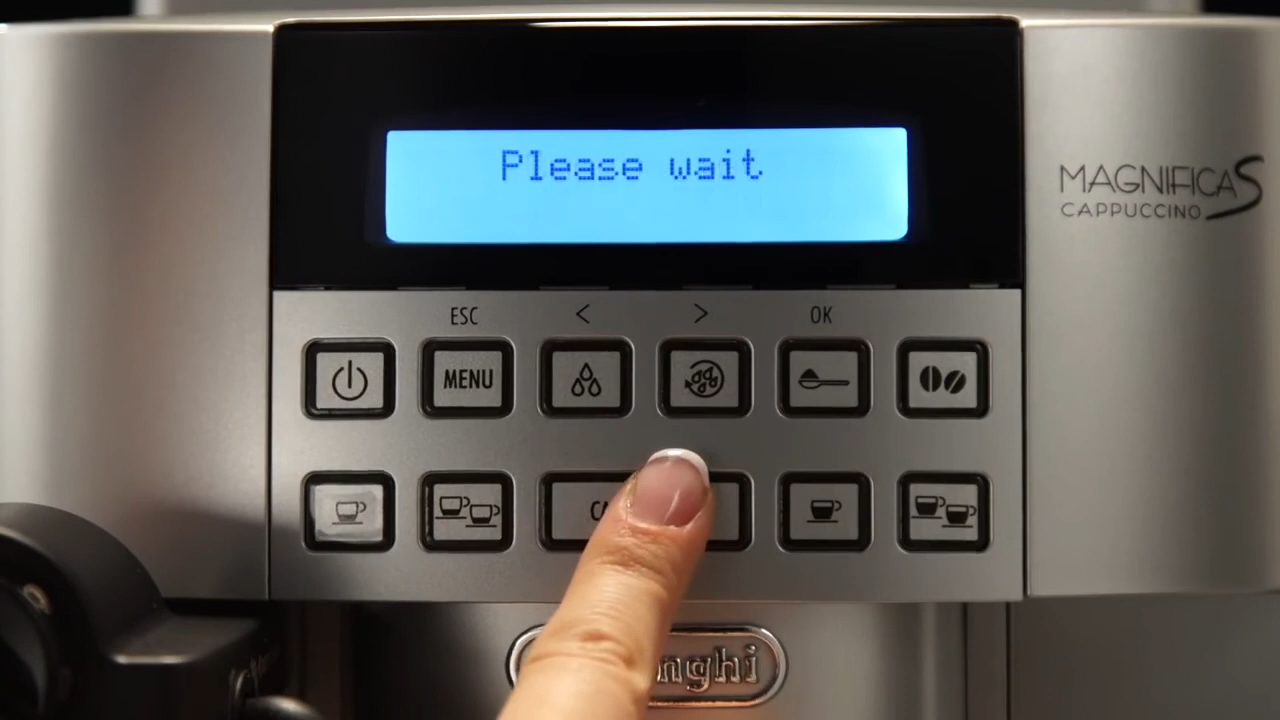 Please wait
MAGNIFICA S
CAPPUCCINO
ESC < > OK
MENU